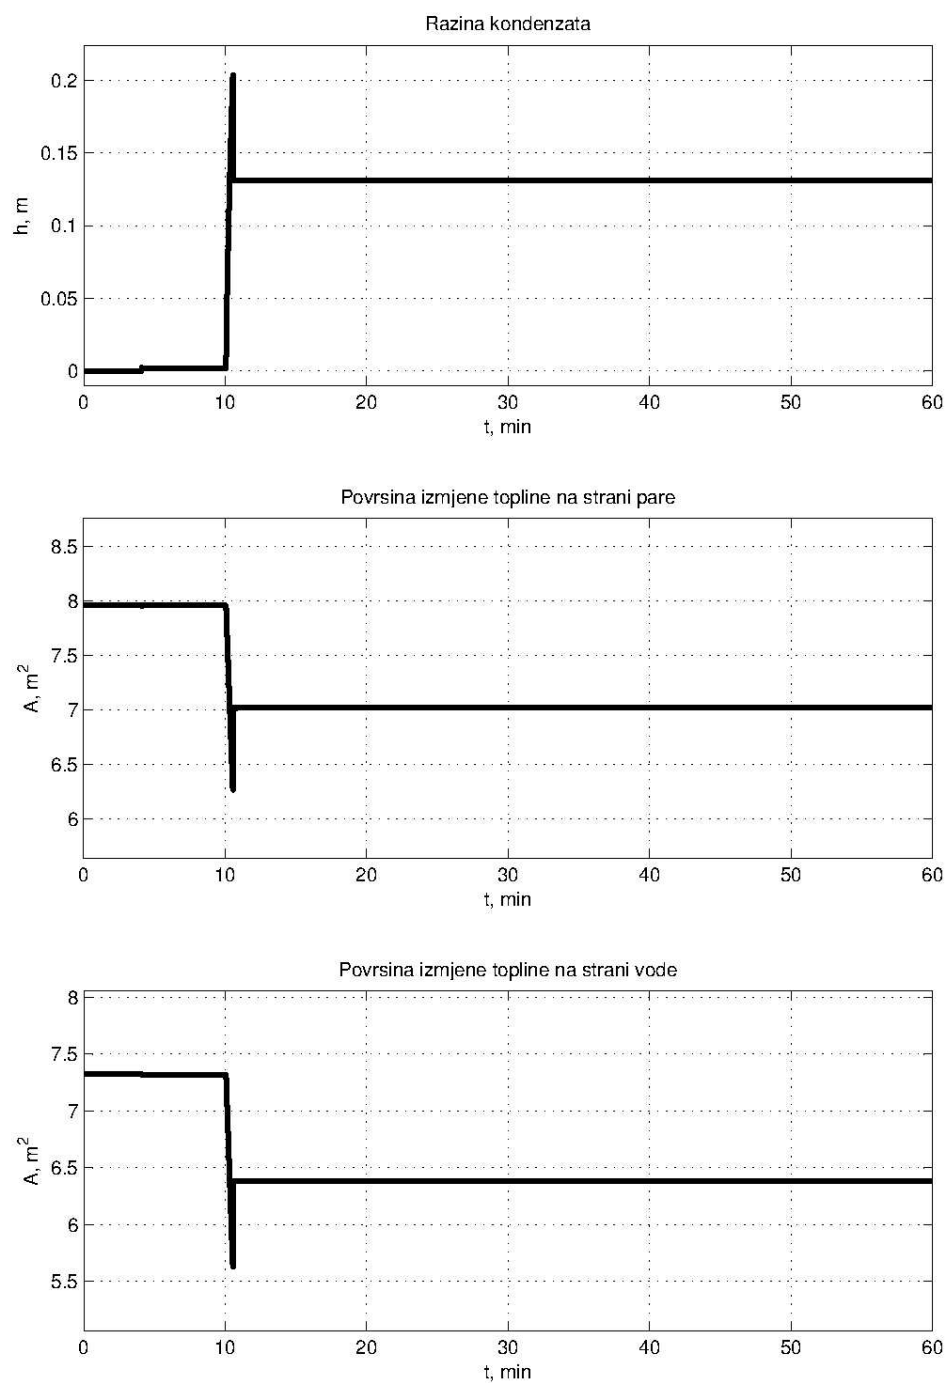 Razina kondenzata
0.2
0.15
0.1
0.05
0
h, m
0 10 20 30 40 50 60
t, min
Povrsina izmjene topline na strani pare
8.5
8
7.5
7
6.5
6
A, m²
0 10 20 30 40 50 60
t, min
Povrsina izmjene topline na strani vode
8
7.5
7
6.5
6
5.5
A, m²
0 10 20 30 40 50 60
t, min